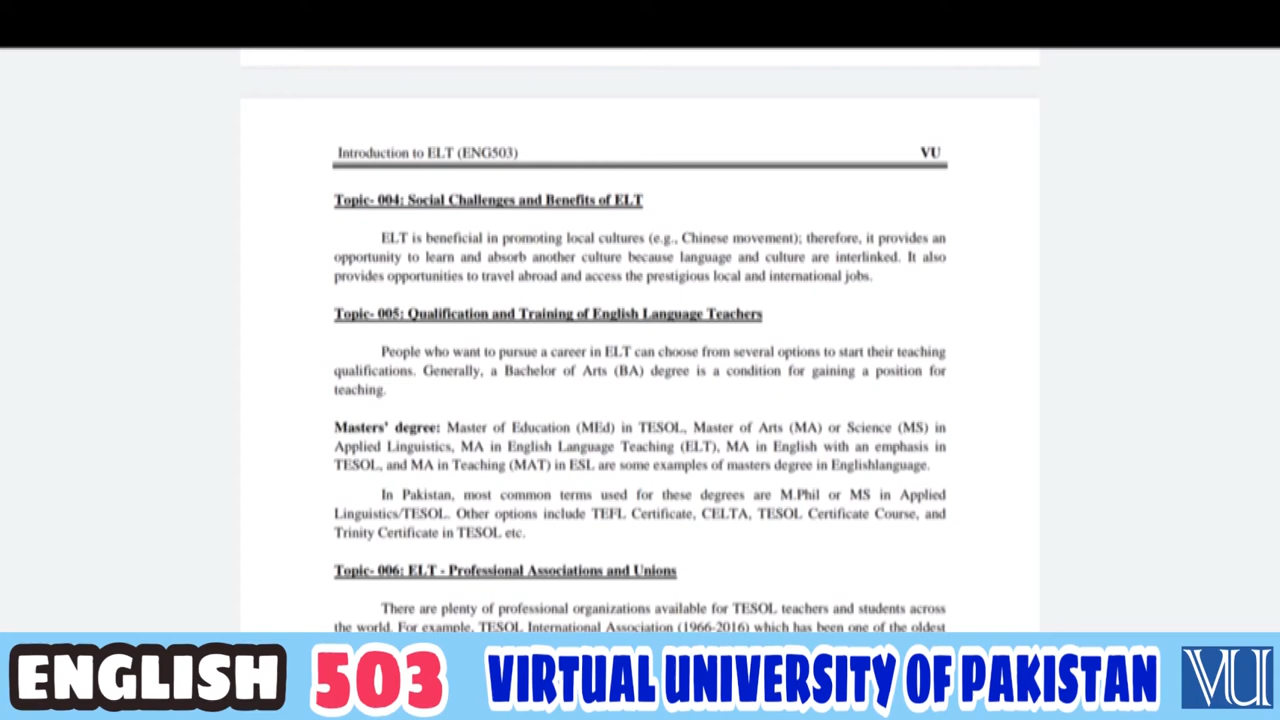 Introduction to ELT (ENG503) VU
Topic- 004: Social Challenges and Benefits of ELT
ELT is beneficial in promoting local cultures (e.g., Chinese movement); therefore, it provides an
opportunity to learn and absorb another culture because language and culture are interlinked. It also
provides opportunities to travel abroad and access the prestigious local and international jobs.
Topic- 005: Qualification and Training of English Language Teachers
People who want to pursue a career in ELT can choose from several options to start their teaching
qualifications. Generally, a Bachelor of Arts (BA) degree is a condition for gaining a position for
teaching.
Masters' degree: Master of Education (MEd) in TESOL, Master of Arts (MA) or Science (MS) in
Applied Linguistics, MA in English Language Teaching (ELT), MA in English with an emphasis in
TESOL, and MA in Teaching (MAT) in ESL are some examples of masters degree in Englishlanguage.
In Pakistan, most common terms used for these degrees are M.Phil or MS in Applied
Linguistics/TESOL. Other options include TEFL Certificate, CELTA, TESOL Certificate Course, and
Trinity Certificate in TESOL etc.
Topic- 006: ELT - Professional Associations and Unions
There are plenty of professional organizations available for TESOL teachers and students across
the world. For example, TESOL International Association (1966-2016) which has been one of the oldest
ENGLISH 503 VIRTUAL UNIVERSITY OF PAKISTAN VU